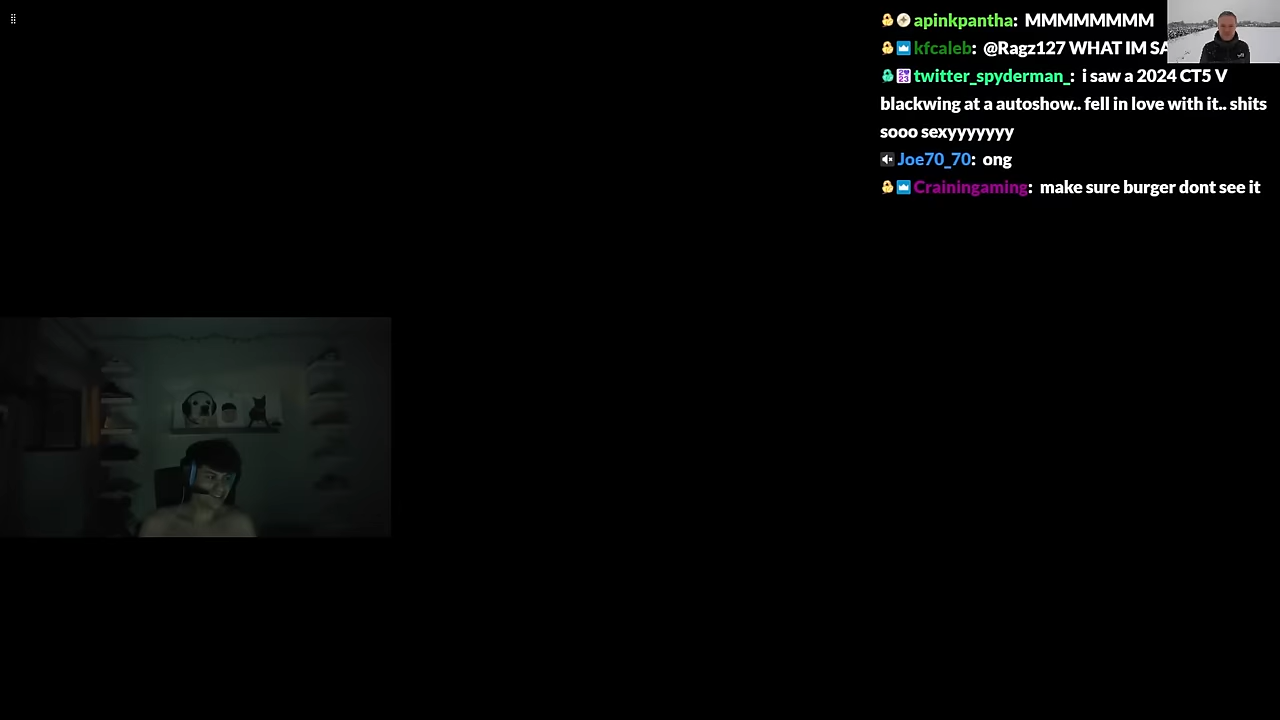 apinkpantha: MMMMMMMM
kfcaleb: @Ragz127 WHAT IM SA
twitter_spyderman_: i saw a 2024 CT5 V
blackwing at a autoshow.. fell in love with it.. shits
sooo sexyyyyyyy
Joe70_70: ong
Crainingaming: make sure burger dont see it